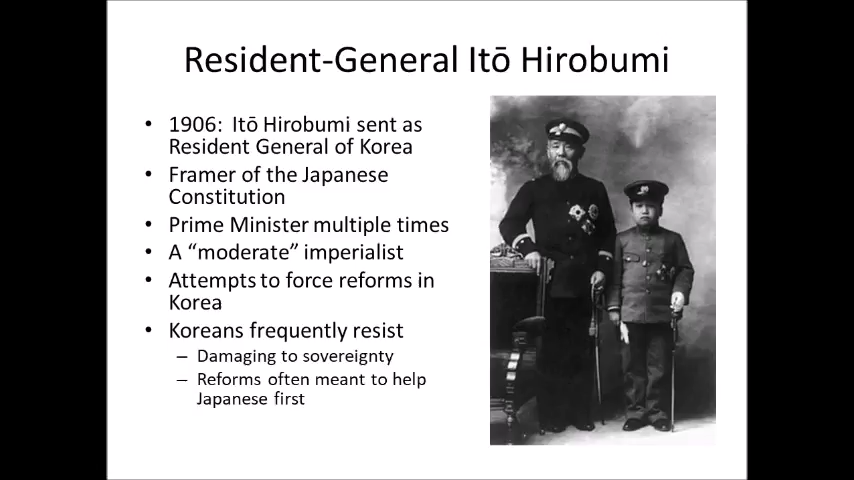 Resident-General Itō Hirobumi
• 1906:  Itō Hirobumi sent as
Resident General of Korea
• Framer of the Japanese
Constitution
• Prime Minister multiple times
• A “moderate” imperialist
• Attempts to force reforms in
Korea
• Koreans frequently resist
– Damaging to sovereignty
– Reforms often meant to help
Japanese first